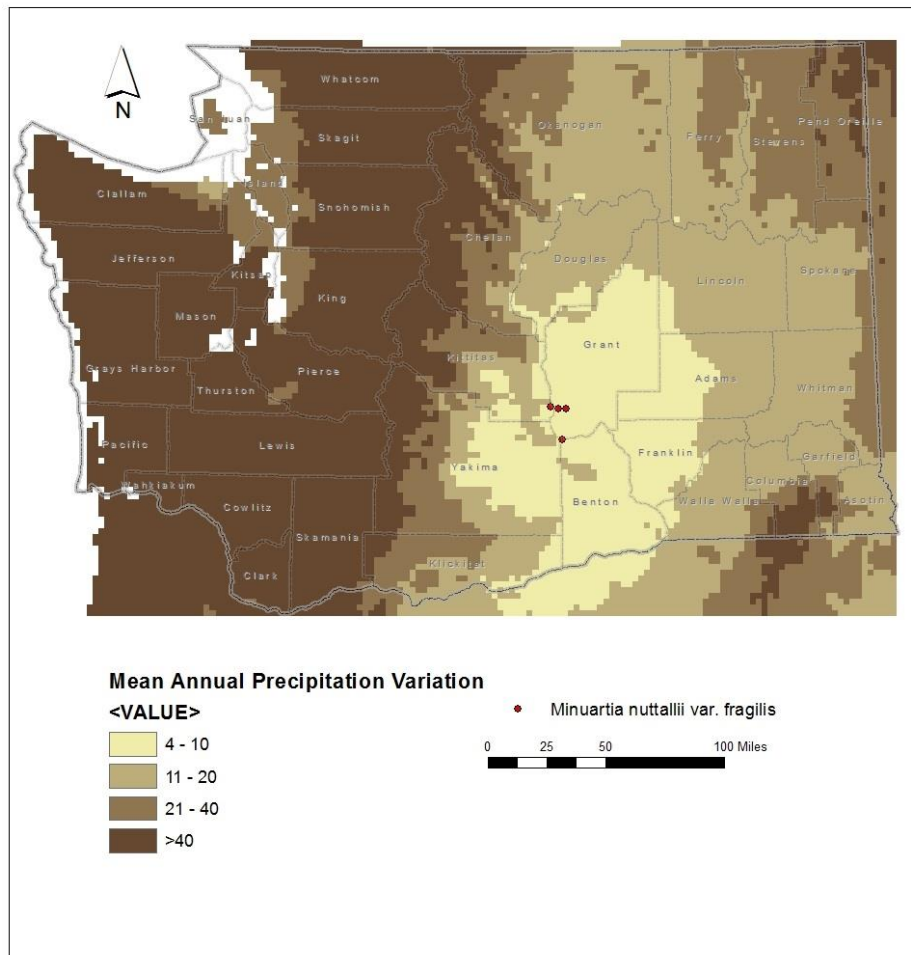 N
Whatcom
San Juan
Skagit
Okanogan
Ferry
Stevens
Pend Oreille
Island
Clallam
Snohomish
Chelan
Jefferson
Kitsap
Douglas
Lincoln
Spokane
King
Mason
Grant
Kittitas
Grays Harbor
Pierce
Adams
Thurston
Whitman
Pacific
Lewis
Yakima
Franklin
Garfield
Wahkiakum
Benton
Columbia
Walla Walla
Asotin
Cowlitz
Skamania
Klickitat
Clark
Mean Annual Precipitation Variation
<VALUE>
4 - 10
11 - 20
21 - 40
>40
Minuartia nuttallii var. fragilis
0 25 50 100 Miles